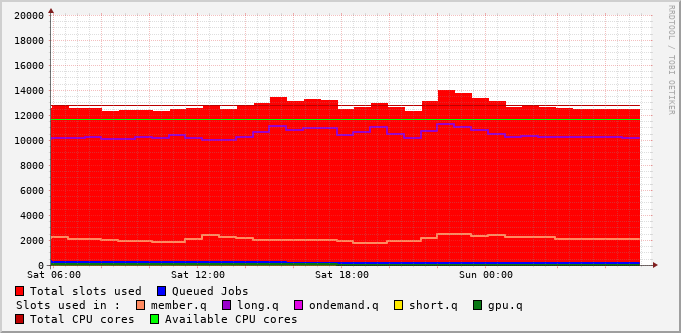 20000
18000
16000
14000
12000
10000
8000
6000
4000
2000
0
Sat 06:00 Sat 12:00 Sat 18:00 Sun 00:00
RRDTOOL / TOBI OETIKER
Total slots used Queued Jobs
Slots used in : member.q long.q ondemand.q short.q gpu.q
Total CPU cores Available CPU cores